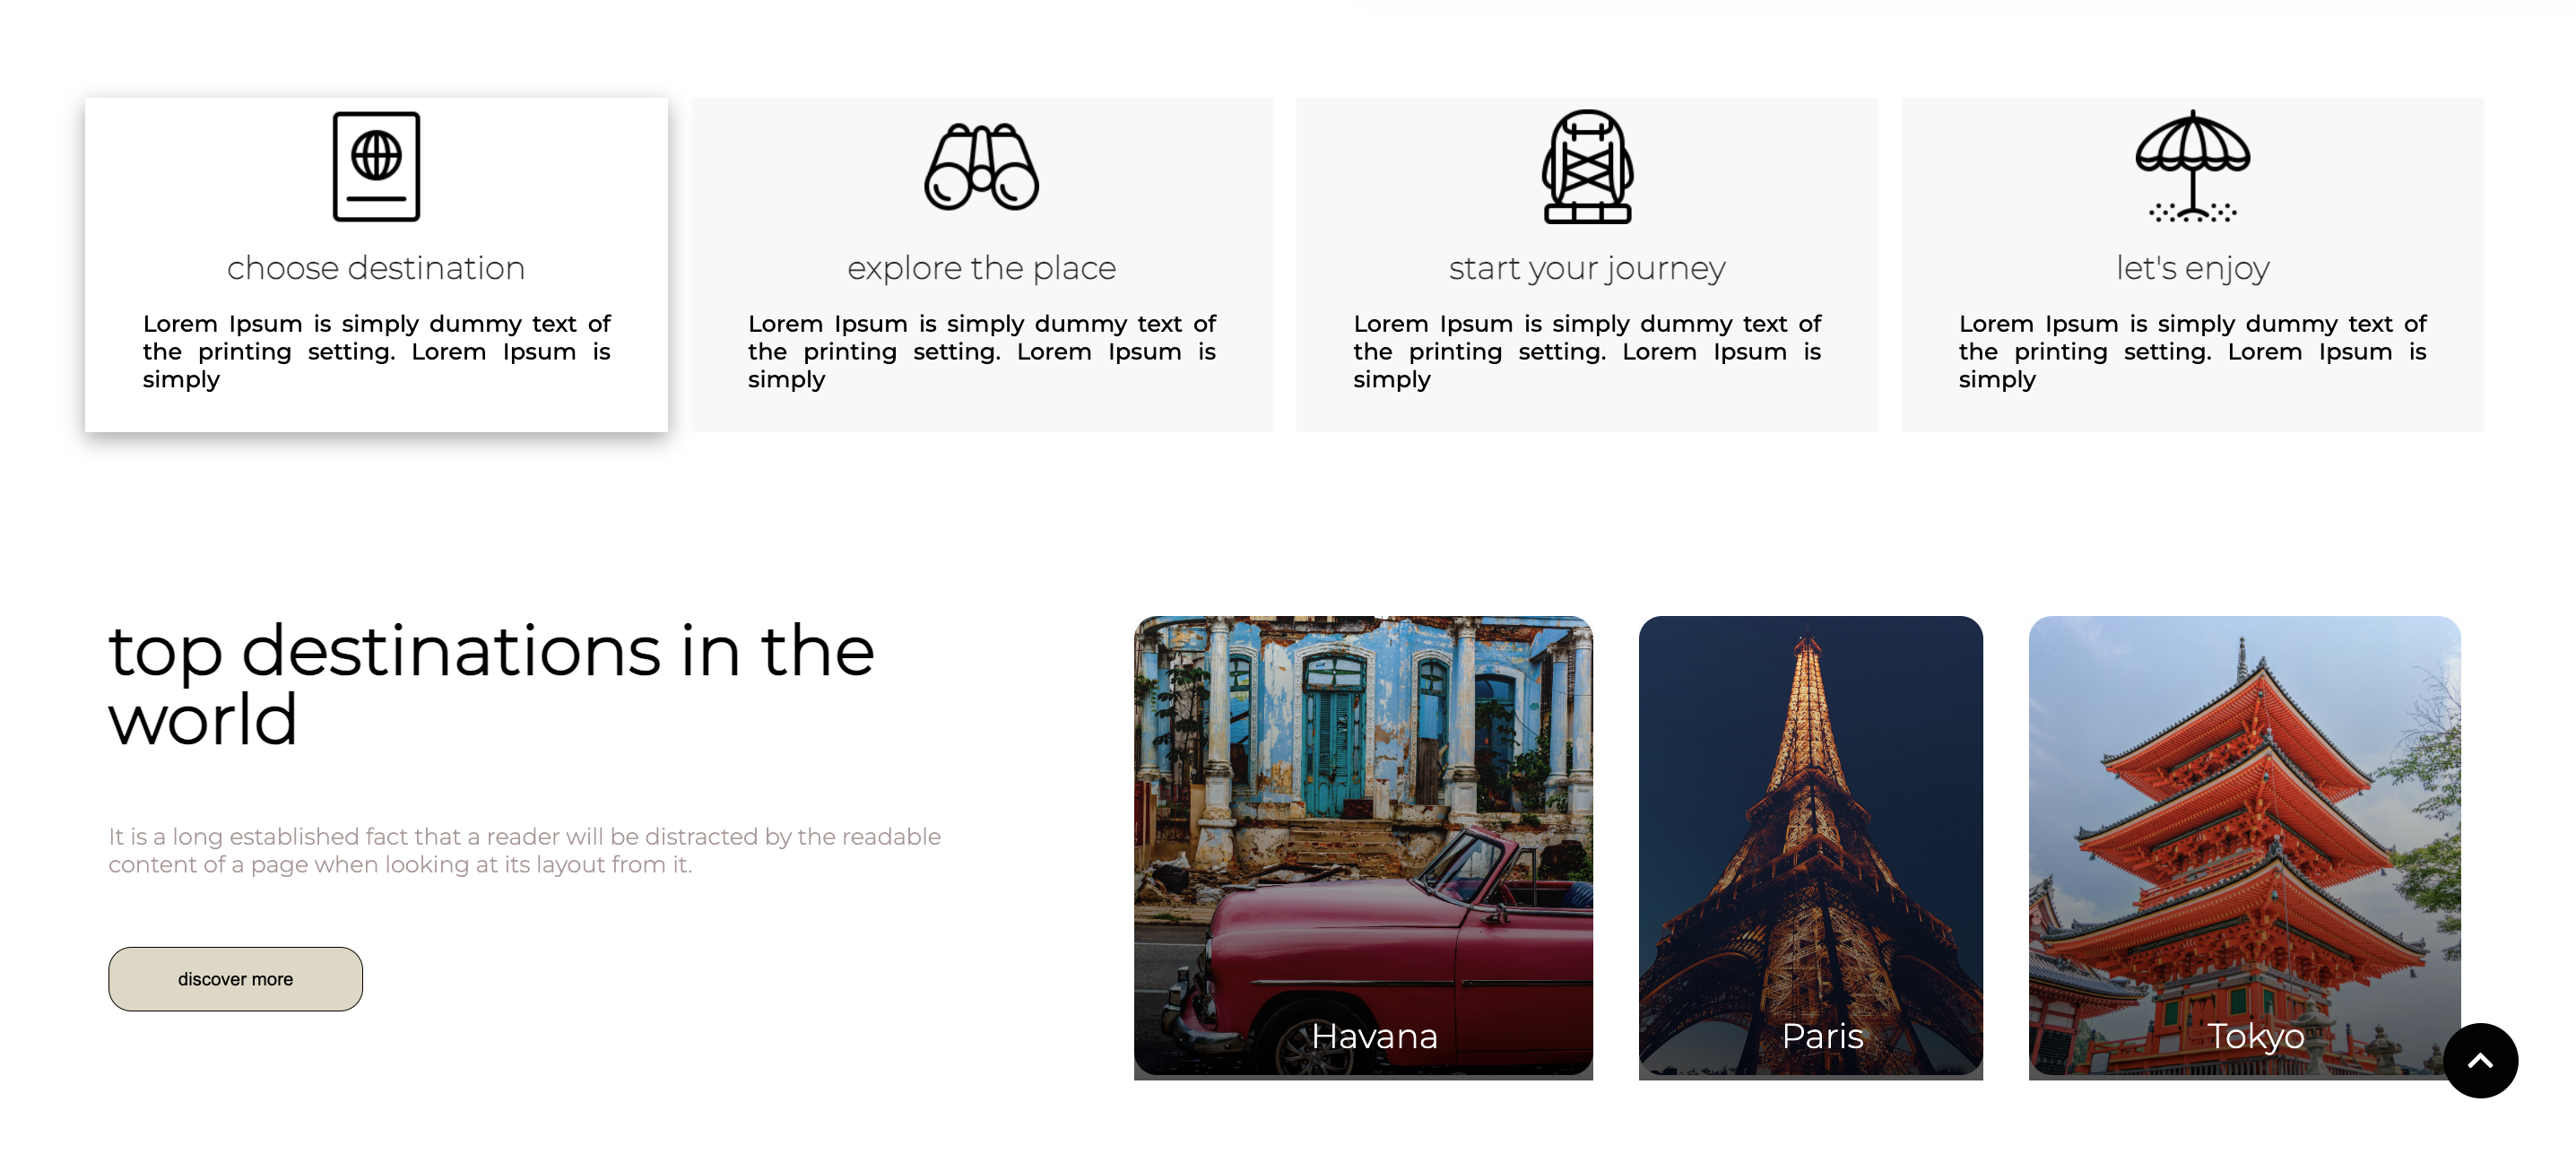 choose destination
Lorem Ipsum is simply dummy text of
the printing setting. Lorem Ipsum is
simply
explore the place
Lorem Ipsum is simply dummy text of
the printing setting. Lorem Ipsum is
simply
start your journey
Lorem Ipsum is simply dummy text of
the printing setting. Lorem Ipsum is
simply
let's enjoy
Lorem Ipsum is simply dummy text of
the printing setting. Lorem Ipsum is
simply
top destinations in the
world
It is a long established fact that a reader will be distracted by the readable
content of a page when looking at its layout from it.
discover more
Havana
Paris
Tokyo